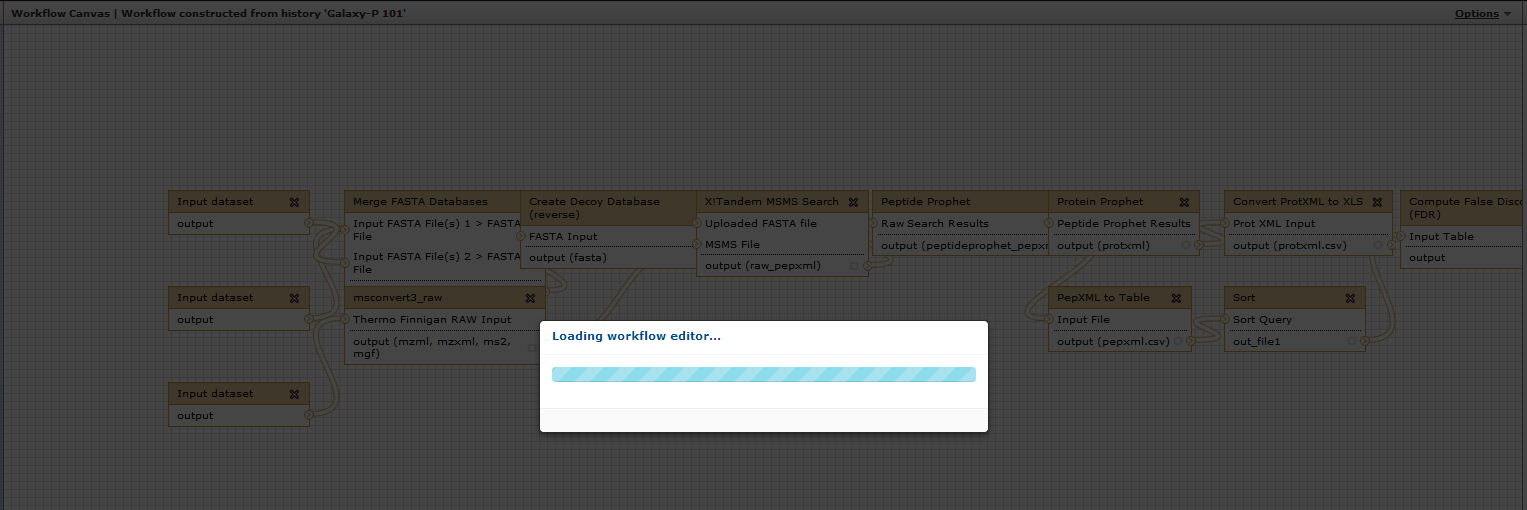 Workflow Canvas | Workflow constructed from history 'Galaxy-P 101'
Options
Input dataset
output
Merge FASTA Databases
Input FASTA File(s) 1 > FASTA
File
Input FASTA File(s) 2 > FASTA
File
Create Decoy Database
(reverse)
FASTA Input
output (fasta)
X!Tandem MSMS Search
Uploaded FASTA file
MSMS File
output (raw_pepxml)
Peptide Prophet
Raw Search Results
output (peptideprophet_pepxm
Protein Prophet
Peptide Prophet Results
output (protxml)
Convert ProtXML to XLS
Prot XML Input
output (protxml.csv)
Compute False Disco
(FDR)
Input Table
output
Input dataset
output
msconvert3_raw
Thermo Finnigan RAW Input
output (mzml, mzxml, ms2,
mgf)
PepXML to Table
Input File
output (pepxml.csv)
Sort
Sort Query
out_file1
Input dataset
output
Loading workflow editor...